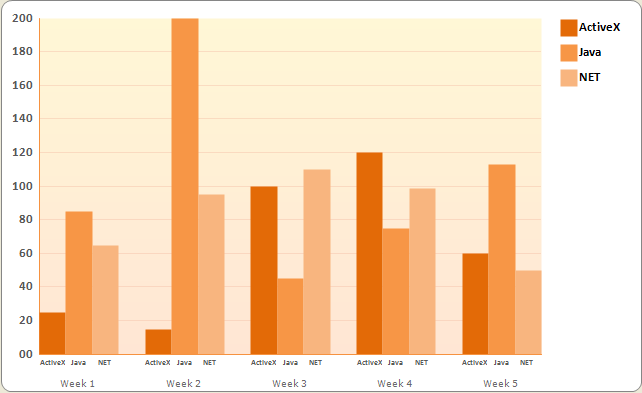 200
180
160
140
120
100
80
60
40
20
00
ActiveX Java NET ActiveX Java NET ActiveX Java NET ActiveX Java NET ActiveX Java NET
Week 1 Week 2 Week 3 Week 4 Week 5
ActiveX
Java
NET